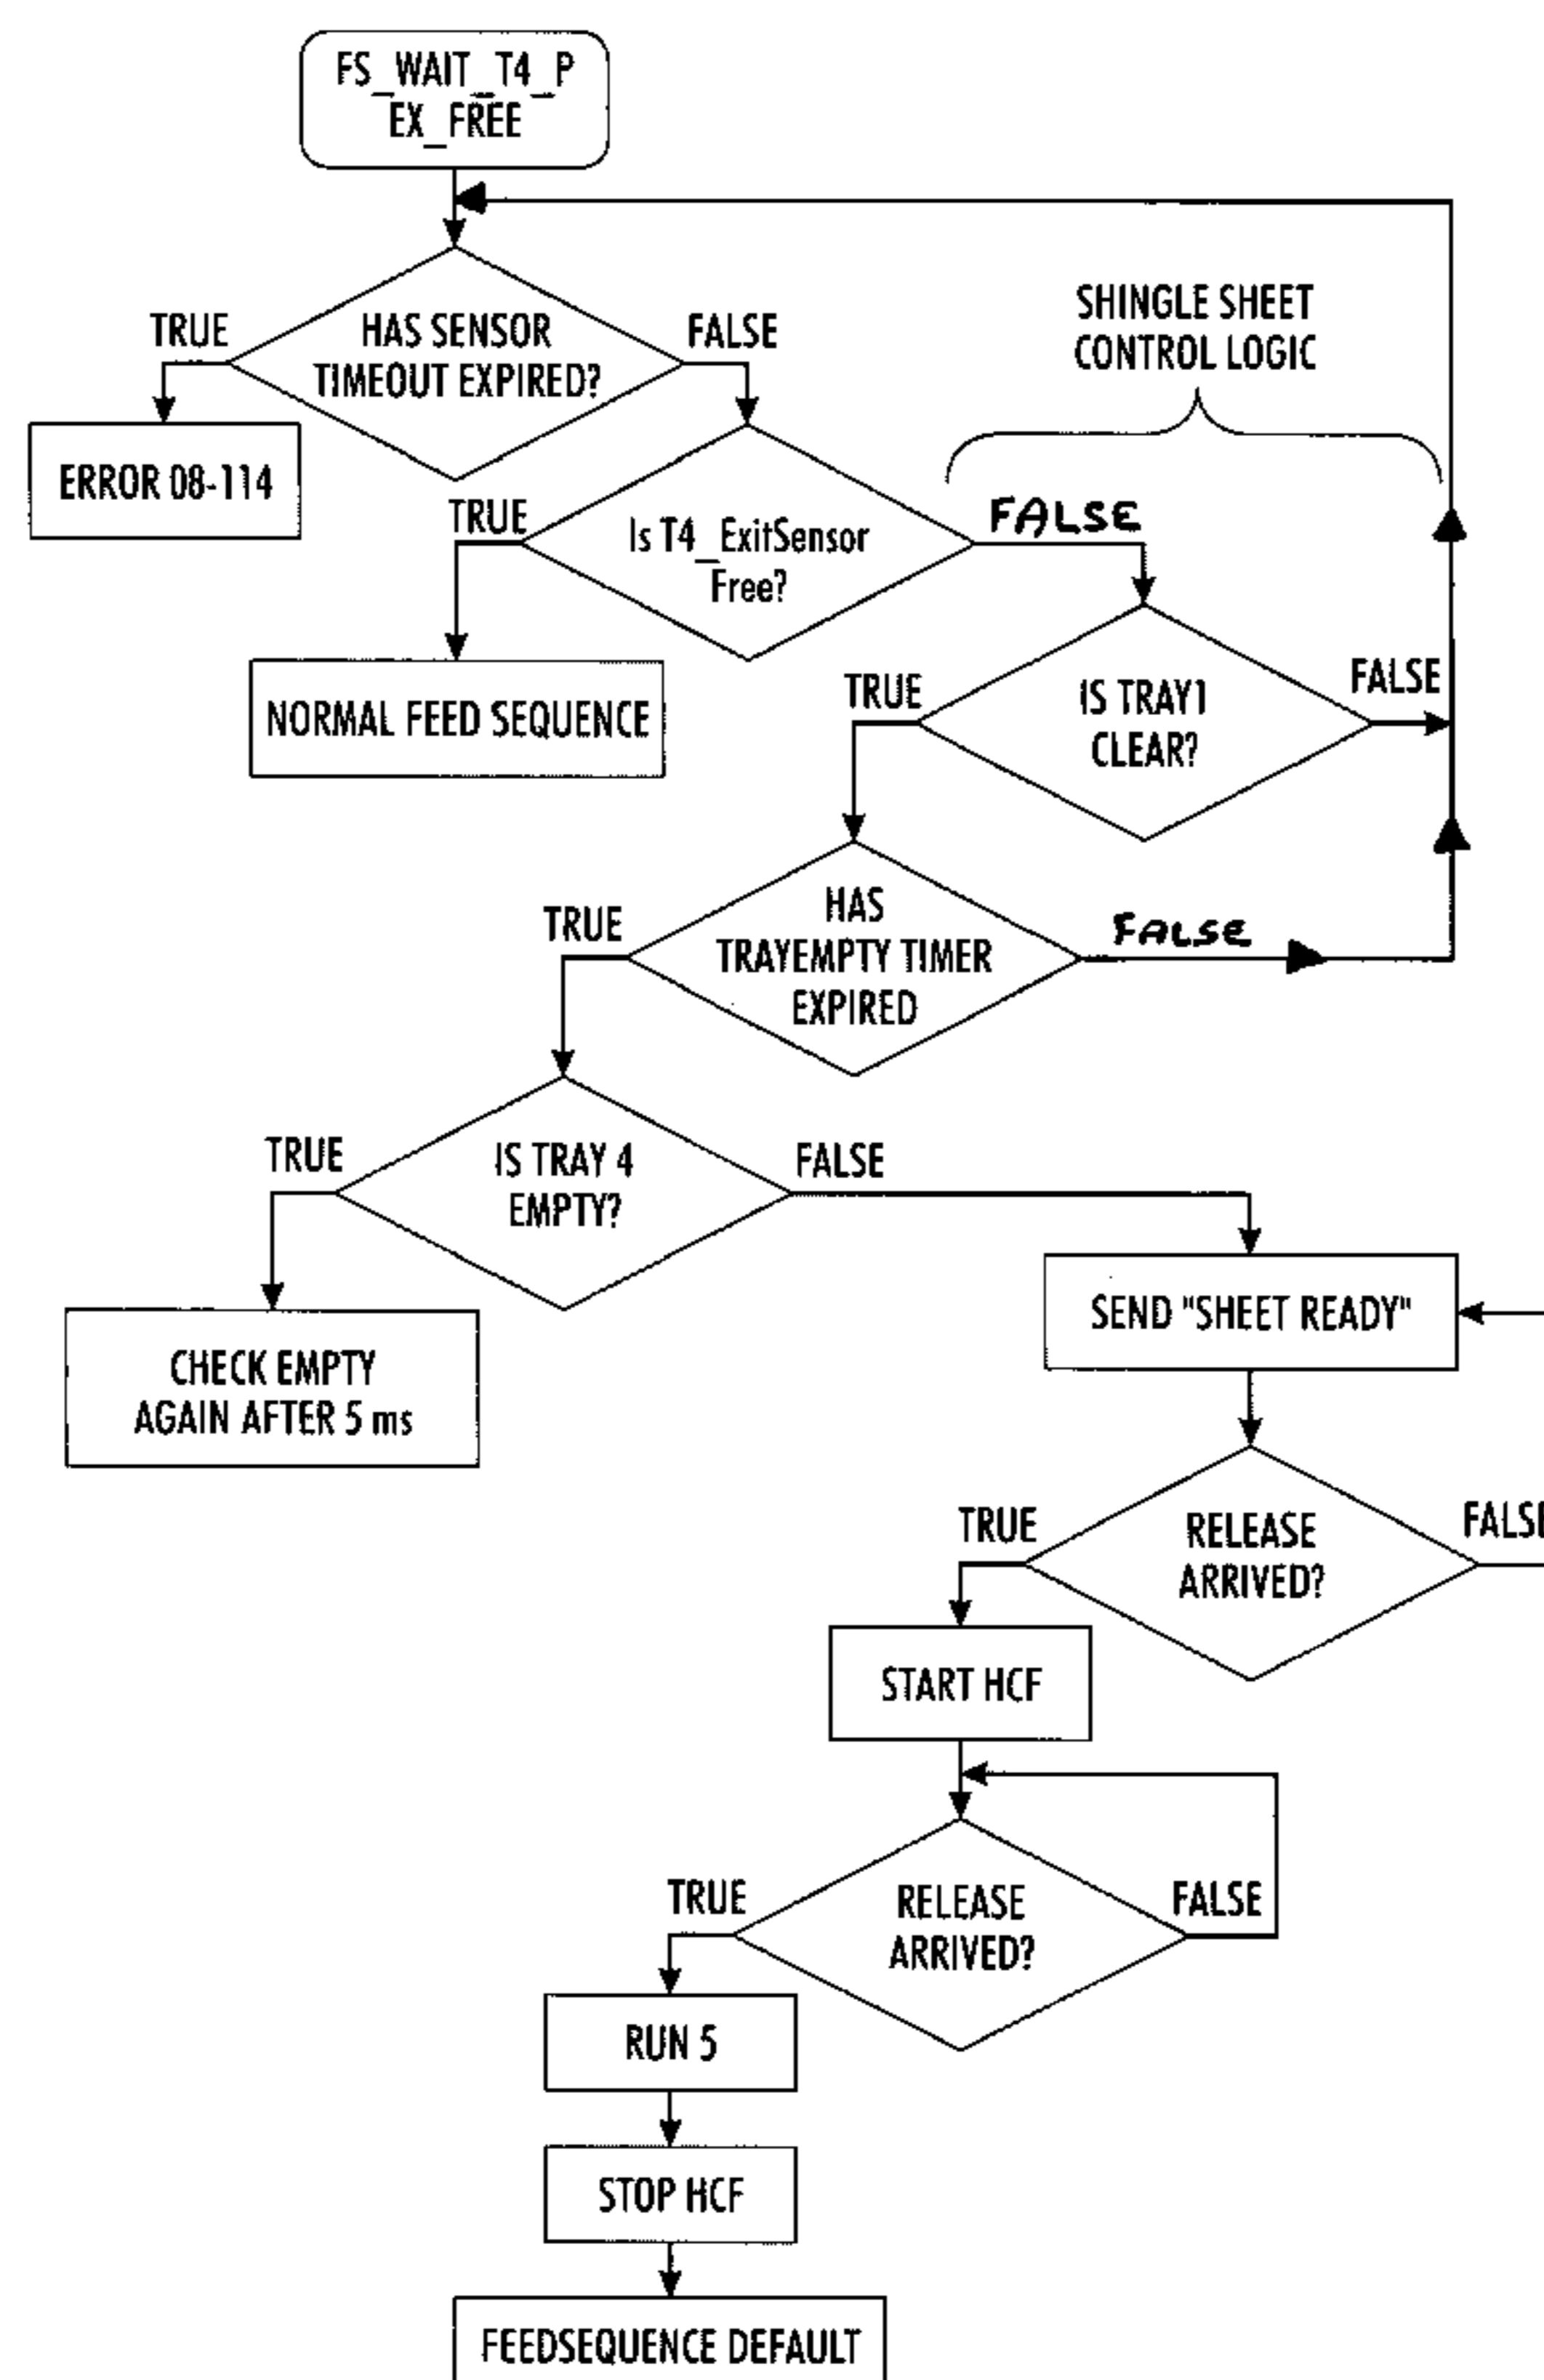 FS_WAIT_T4_P
EX_FREE
TRUE
HAS SENSOR
TIMEOUT EXPIRED?
FALSE
SHINGLE SHEET
CONTROL LOGIC
ERROR 08-114
TRUE
Is T4_ExitSensor
Free?
FALSE
NORMAL FEED SEQUENCE
TRUE
IS TRAY1
CLEAR?
FALSE
TRUE
HAS
TRAYEMPTY TIMER
EXPIRED
FALSE
TRUE
IS TRAY 4
EMPTY?
FALSE
CHECK EMPTY
AGAIN AFTER 5 ms
SEND "SHEET READY"
TRUE
RELEASE
ARRIVED?
FALSE
START HCF
TRUE
RELEASE
ARRIVED?
FALSE
RUN 5
STOP HCF
FEEDSEQUENCE DEFAULT